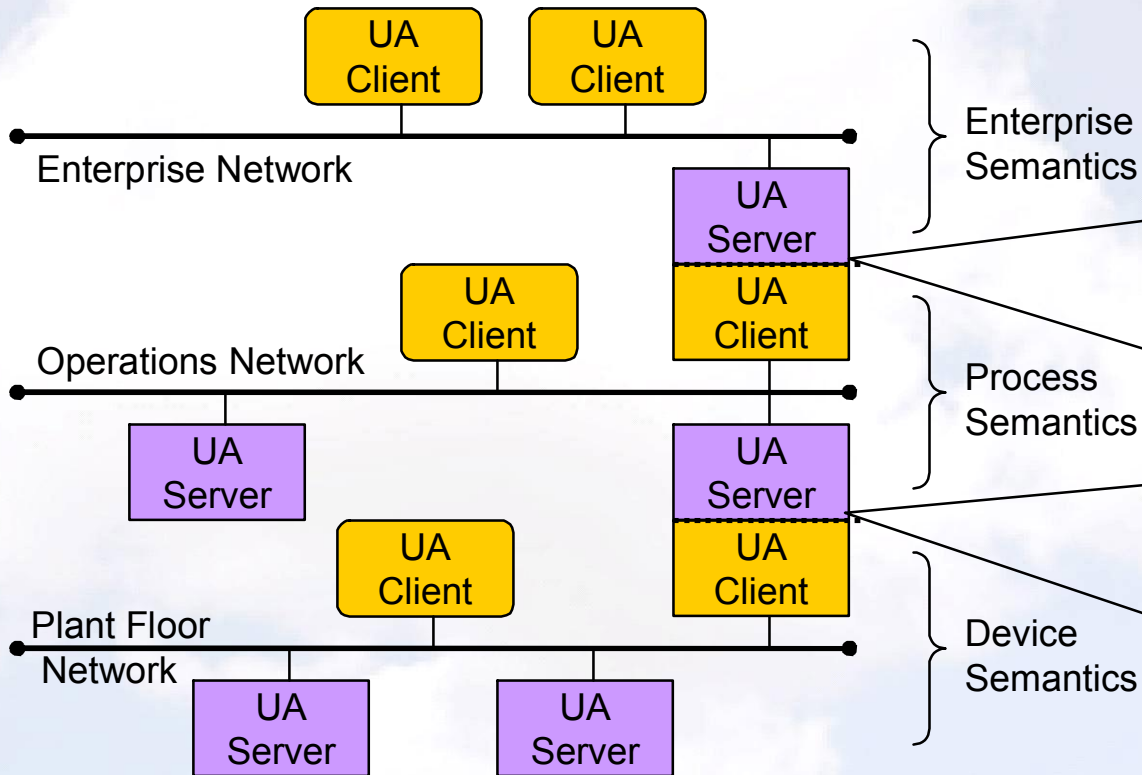 UA
Client
UA
Client
Enterprise Network
Enterprise
Semantics
UA
Server
UA
Client
UA
Client
Operations Network
Process
Semantics
UA
Server
UA
Server
UA
Client
UA
Client
Plant Floor
Network
Device
Semantics
UA
Server
UA
Server